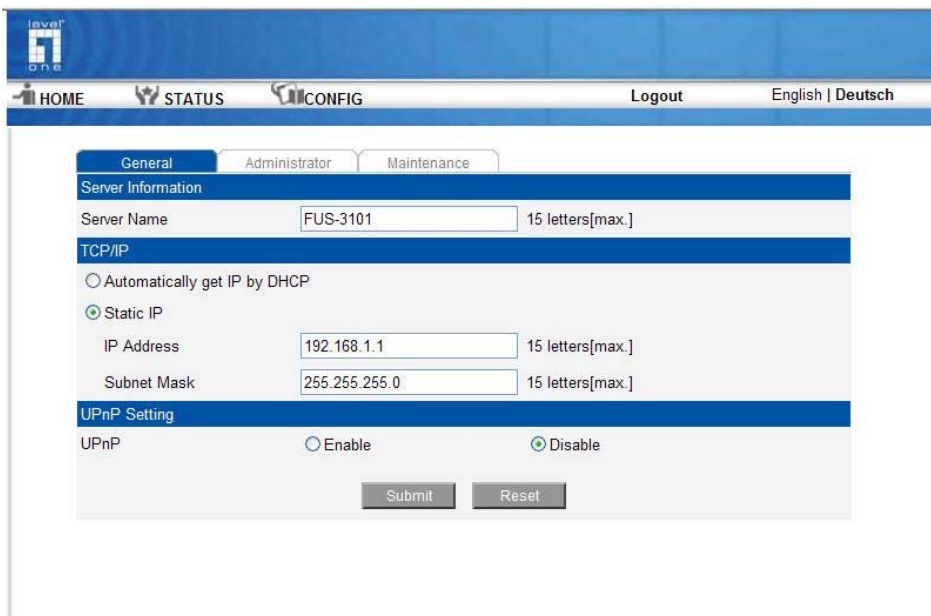 level
one
HOME STATUS CONFIG Logout English | Deutsch
General Administrator Maintenance
Server Information
Server Name FUS-3101 15 letters[max.]
TCP/IP
Automatically get IP by DHCP
Static IP
IP Address 192.168.1.1 15 letters[max.]
Subnet Mask 255.255.255.0 15 letters[max.]
UPnP Setting
UPnP Enable Disable
Submit Reset